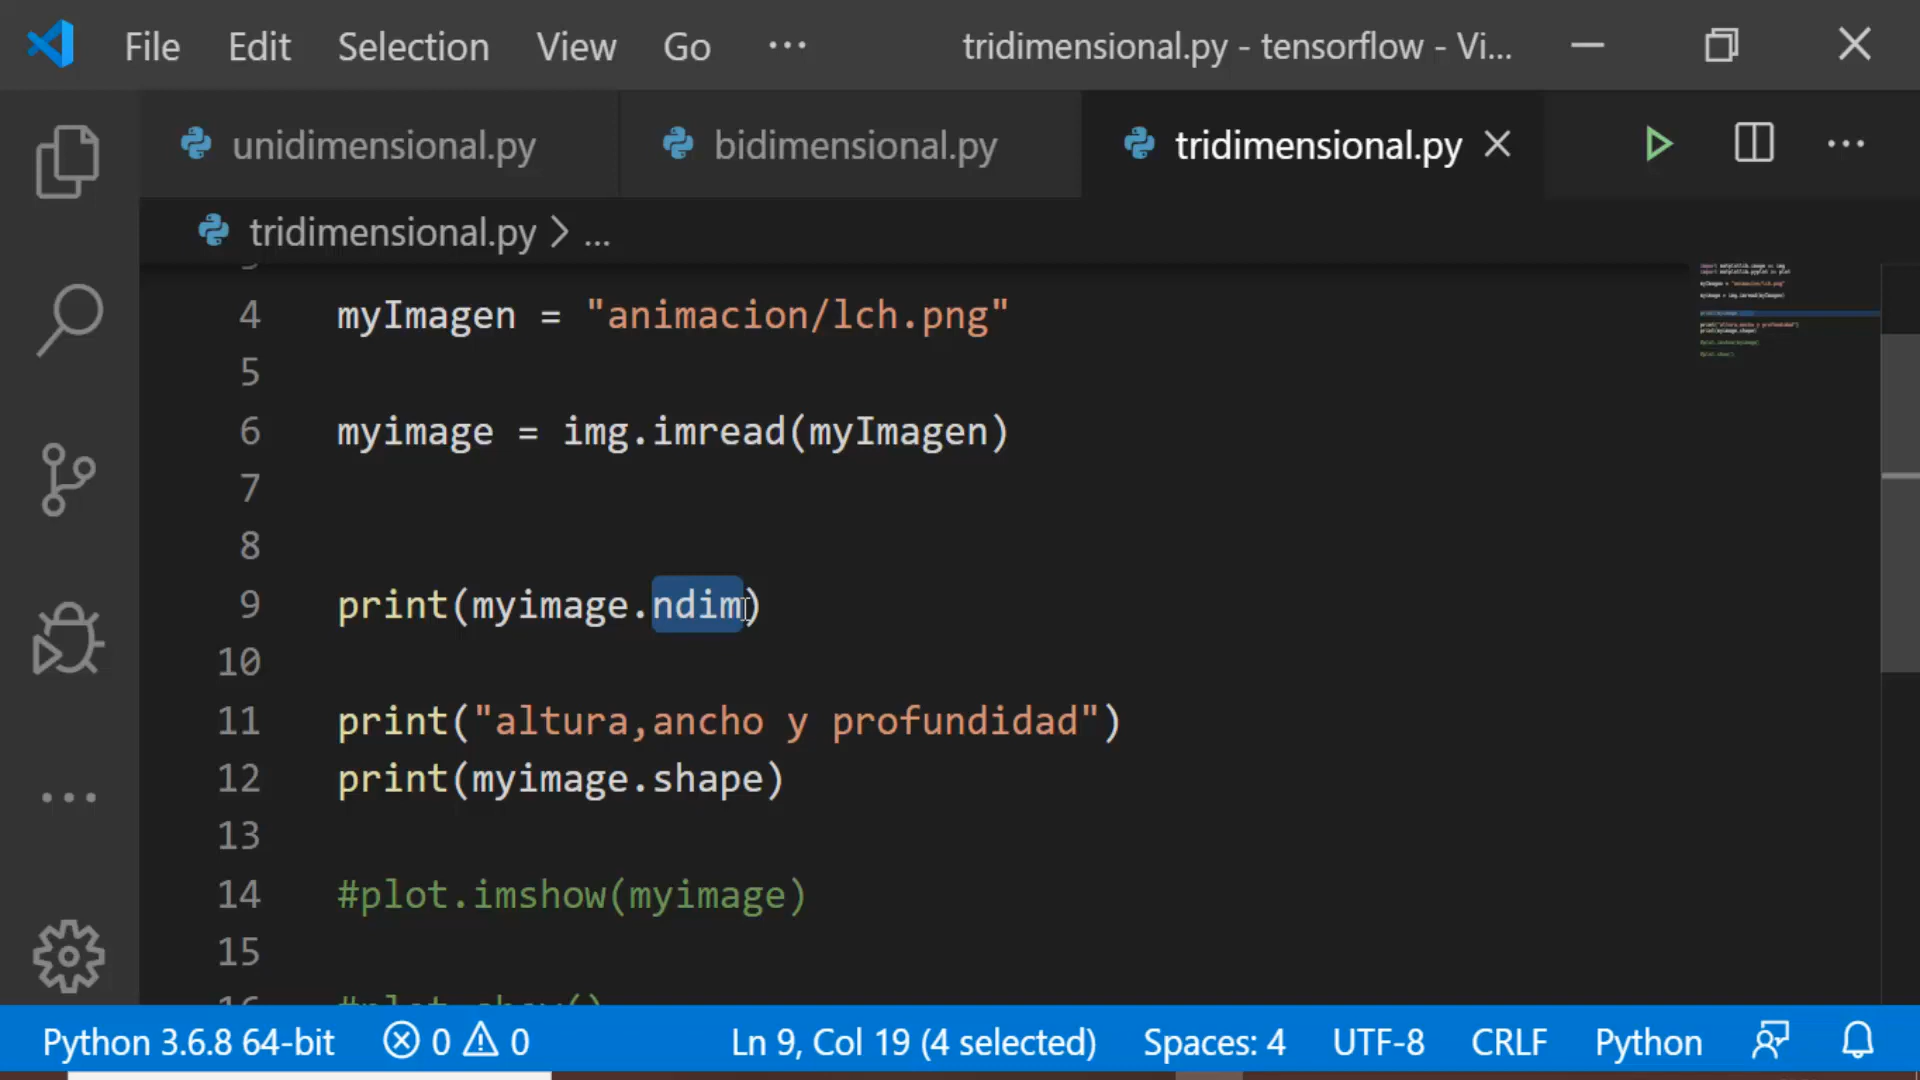 File Edit Selection View Go ··· tridimensional.py - tensorflow - Vi...
unidimensional.py bidimensional.py tridimensional.py
tridimensional.py > ...
4 myImagen = "animacion/lch.png"
5
6 myimage = img.imread(myImagen)
7
8
9 print(myimage.ndim)
10
11 print("altura,ancho y profundidad")
12 print(myimage.shape)
13
14 #plot.imshow(myimage)
15
Python 3.6.8 64-bit 0 0 Ln 9, Col 19 (4 selected) Spaces: 4 UTF-8 CRLF Python